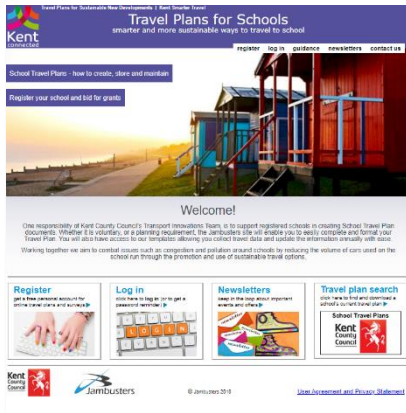 Travel Plans for Sustainable New Developments | Kent Smarter Travel
Kent
connected
Travel Plans for Schools
smarter and more sustainable ways to travel to school
register log in guidance newsletters contact us
School Travel Plans - how to create, store and maintain
Register your school and bid for grants
Welcome!
One responsibility of Kent County Council's Transport Innovations Team, is to support registered schools in creating School Travel Plan
documents. Whether it is voluntary, or a planning requirement, the Jambusters site will enable you to easily complete and format your
Travel Plan. You will also have access to our templates allowing you collect travel data and update the information annually with ease.
Working together we aim to combat issues such as congestion and pollution around schools by reducing the volume of cars used on the
school run through the promotion and use of sustainable travel options.
Register
get a free personal account for
online travel plans and surveys
Log in
click here to log in (or to get a
password reminder)
Newsletters
keep in the loop about important
events and offers
Travel plan search
click here to find and download a
school's current travel plan
LOGIN
School Travel Plans
Kent
County
Council
Kent
County
Council
Jambusters
© Jambusters 2015
User Agreement and Privacy Statement